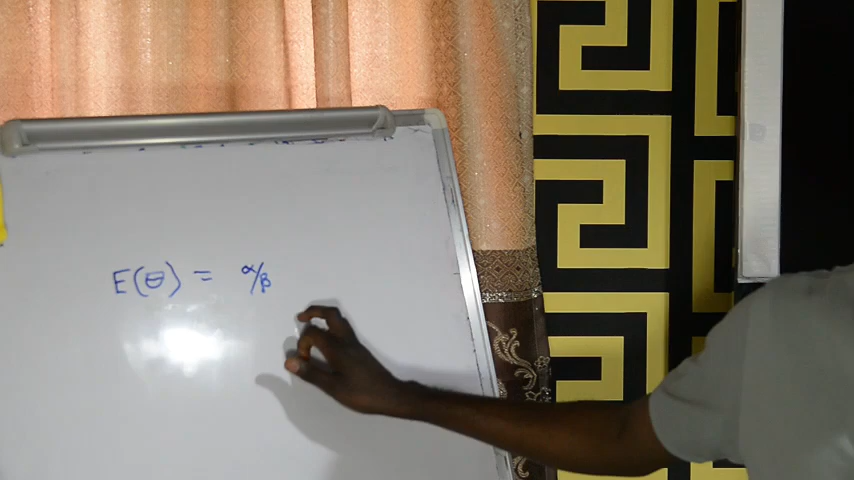 E(θ) = α/β